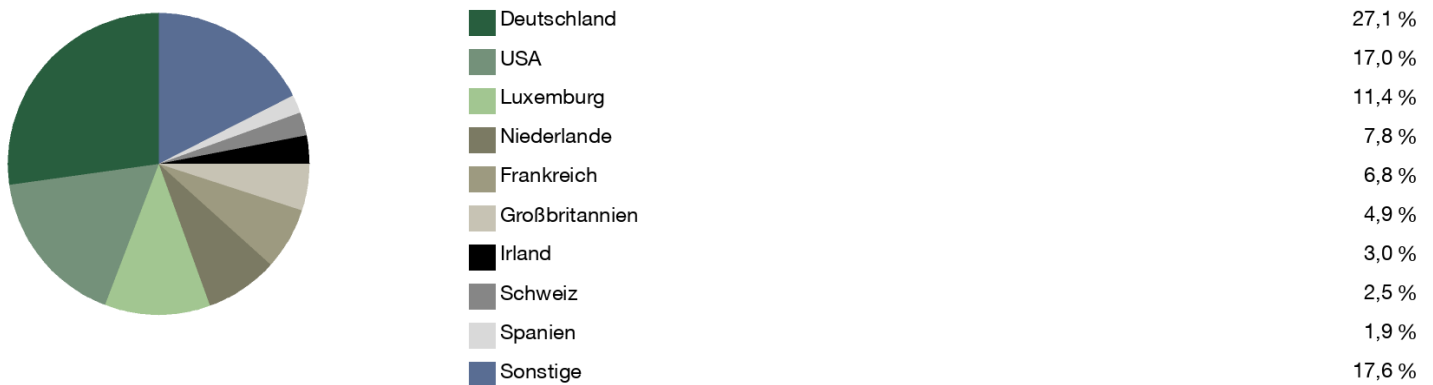 Deutschland 27,1 %
USA 17,0 %
Luxemburg 11,4 %
Niederlande 7,8 %
Frankreich 6,8 %
Großbritannien 4,9 %
Irland 3,0 %
Schweiz 2,5 %
Spanien 1,9 %
Sonstige 17,6 %